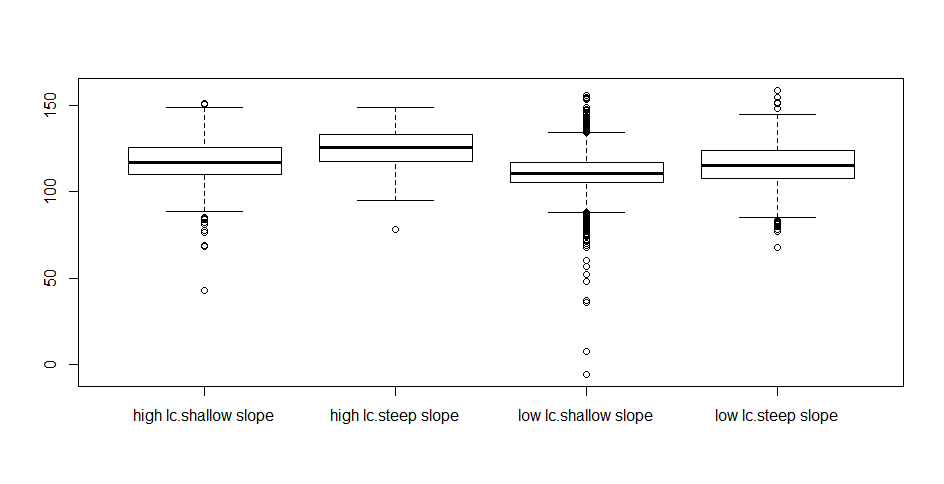 150
100
50
0
high lc.shallow slope
high lc.steep slope
low lc.shallow slope
low lc.steep slope